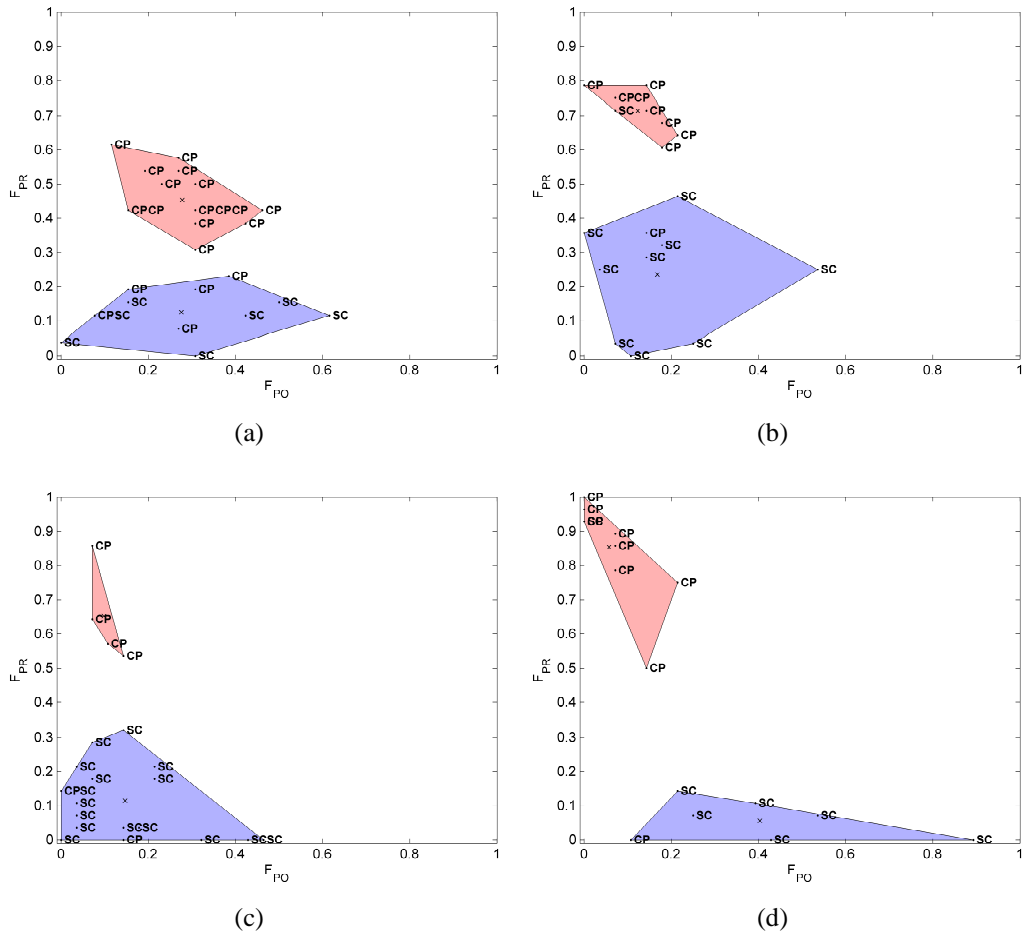 1
0.9
0.8
0.7
0.6
0.5
0.4
0.3
0.2
0.1
0
F_PR
CP
CP
CP CP
CP CP
CPCP CPCPCP CP
CP CP
CP
CP
CP CP
SC SC
CPSC SC SC
CP
SC
SC
0 0.2 0.4 0.6 0.8 1
F_PO
(a)
1
0.9
0.8
0.7
0.6
0.5
0.4
0.3
0.2
0.1
0
F_PR
CP CP
CPCP
SC CP
CP
CP
CP
SC
SC CP
SC
SC
SC SC
SC SC
SC
0 0.2 0.4 0.6 0.8 1
F_PO
(b)
1
0.9
0.8
0.7
0.6
0.5
0.4
0.3
0.2
0.1
0
F_PR
CP
CP
CP
CP
SC
SC
SC SC
SC SC
CPSC
SC
SC
SC SCSC
SC CP SC SCSC
0 0.2 0.4 0.6 0.8 1
F_PO
(c)
1
0.9
0.8
0.7
0.6
0.5
0.4
0.3
0.2
0.1
0
F_PR
CP
CP
CP
CP
CP
CP
CP
SC
SC
SC SC
CP SC SC
0 0.2 0.4 0.6 0.8 1
F_PO
(d)